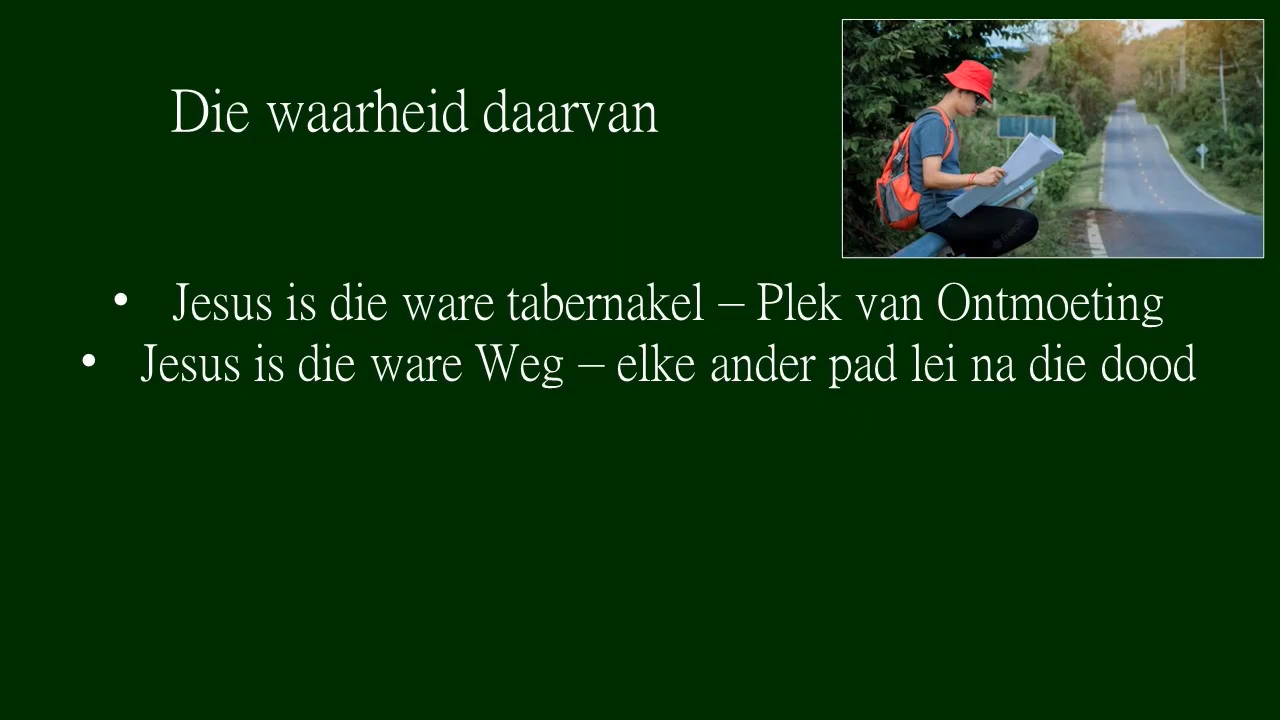 Die waarheid daarvan
• Jesus is die ware tabernakel – Plek van Ontmoeting
• Jesus is die ware Weg – elke ander pad lei na die dood